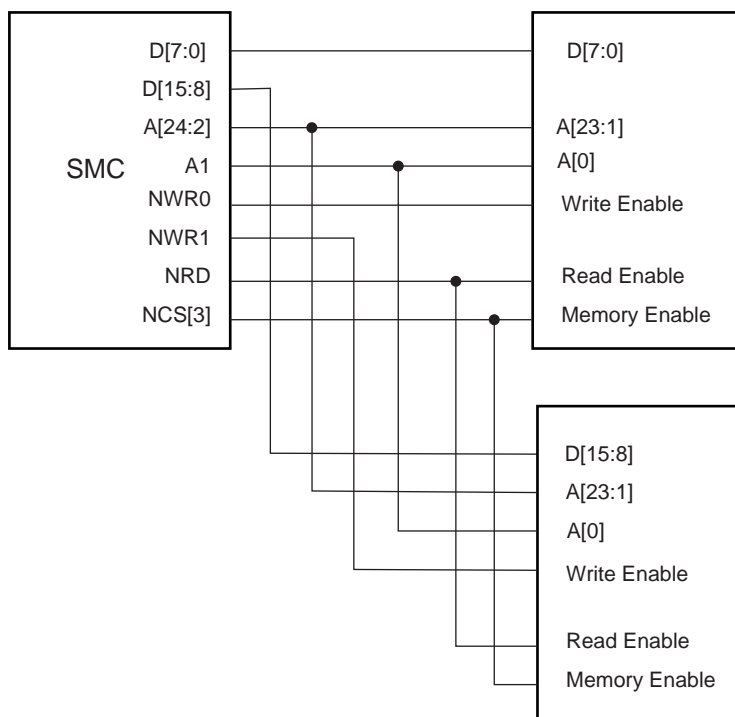 D[7:0]
D[15:8]
A[24:2]
SMC
A1
NWR0
NWR1
NRD
NCS[3]
D[7:0]
A[23:1]
A[0]
Write Enable
Read Enable
Memory Enable
D[15:8]
A[23:1]
A[0]
Write Enable
Read Enable
Memory Enable